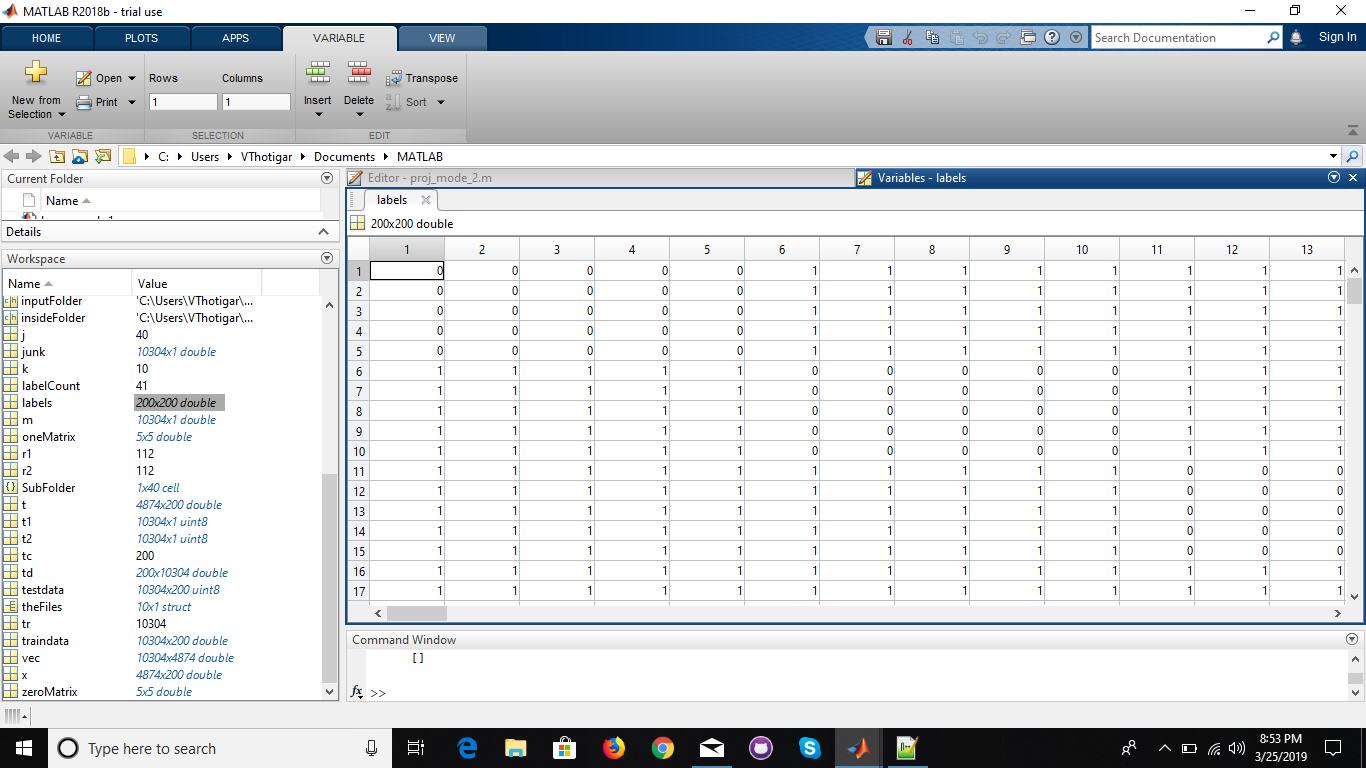 MATLAB R2018b - trial use
HOME PLOTS APPS VARIABLE VIEW
Search Documentation Sign In
New from Selection
Open
Print
Rows Columns
1 1
Insert Delete
Transpose
Sort
VARIABLE SELECTION EDIT
C: Users VThotigar Documents MATLAB
Current Folder
Name
Details
Workspace
Name Value
inputFolder 'C:\Users\VThotigar\...
insideFolder 'C:\Users\VThotigar\...
j 40
junk 10304x1 double
k 10
labelCount 41
labels 200x200 double
m 10304x1 double
oneMatrix 5x5 double
r1 112
r2 112
SubFolder 1x40 cell
t 4874x200 double
t1 10304x1 uint8
t2 10304x1 uint8
tc 200
td 200x10304 double
testdata 10304x200 uint8
theFiles 10x1 struct
tr 10304
traindata 10304x200 double
vec 10304x4874 double
x 4874x200 double
zeroMatrix 5x5 double
Editor - proj_mode_2.m
Variables - labels
labels
200x200 double
1 2 3 4 5 6 7 8 9 10 11 12 13
1 0 0 0 0 0 1 1 1 1 1 1 1 1
2 0 0 0 0 0 1 1 1 1 1 1 1 1
3 0 0 0 0 0 1 1 1 1 1 1 1 1
4 0 0 0 0 0 1 1 1 1 1 1 1 1
5 0 0 0 0 0 1 1 1 1 1 1 1 1
6 1 1 1 1 1 0 0 0 0 0 1 1 1
7 1 1 1 1 1 0 0 0 0 0 1 1 1
8 1 1 1 1 1 0 0 0 0 0 1 1 1
9 1 1 1 1 1 0 0 0 0 0 1 1 1
10 1 1 1 1 1 0 0 0 0 0 1 1 1
11 1 1 1 1 1 1 1 1 1 1 0 0 0
12 1 1 1 1 1 1 1 1 1 1 0 0 0
13 1 1 1 1 1 1 1 1 1 1 0 0 0
14 1 1 1 1 1 1 1 1 1 1 0 0 0
15 1 1 1 1 1 1 1 1 1 1 0 0 0
16 1 1 1 1 1 1 1 1 1 1 1 1 1
17 1 1 1 1 1 1 1 1 1 1 1 1 1
Command Window
[]
fx >>
Type here to search
8:53 PM
3/25/2019